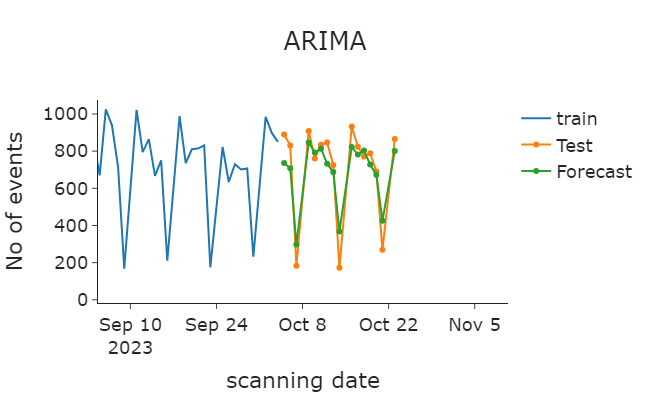 ARIMA
No of events
1000
800
600
400
200
0
Sep 10
2023
Sep 24
Oct 8
Oct 22
Nov 5
scanning date
train
Test
Forecast